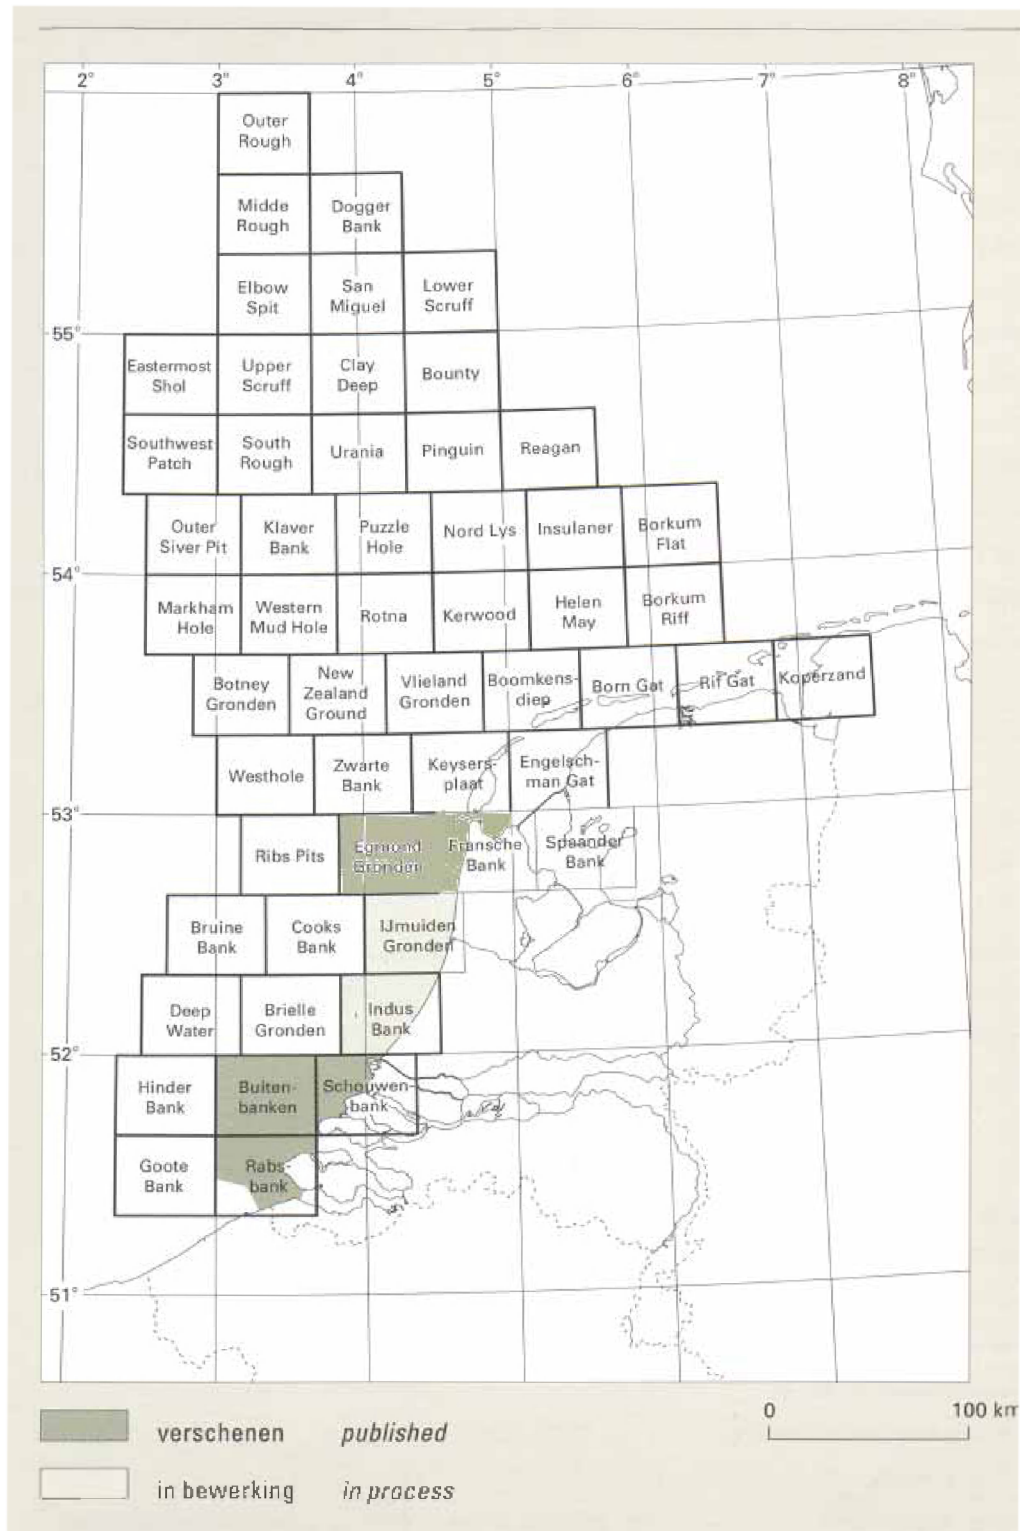 2° 3° 4° 5° 6° 7° 8°
Outer
Rough
Midde
Rough
Dogger
Bank
Elbow
Spit
San
Miguel
Lower
Scruff
55°
Eastermost
Shol
Upper
Scruff
Clay
Deep
Bounty
Southwest
Patch
South
Rough
Urania
Pinguin
Reagan
Outer
Siver Pit
Klaver
Bank
Puzzle
Hole
Nord Lys
Insulaner
Borkum
Flat
54°
Markham
Hole
Western
Mud Hole
Rotna
Kerwood
Helen
May
Borkum
Riff
Botney
Gronden
New
Zealand
Ground
Vlieland
Gronden
Boomkens-
diep
Born Gat
Rif Gat
Koperzand
Westhole
Zwarte
Bank
Keysers-
plaat
Engelsch-
man Gat
53°
Ribs Pits
Egmond
Gronden
Fransche
Bank
Spaander
Bank
Bruine
Bank
Cooks
Bank
IJmuiden
Gronden
Deep
Water
Brielle
Gronden
Indus
Bank
52°
Hinder
Bank
Buiten-
banken
Schouwen-
bank
Goote
Bank
Rabs-
bank
51°
verschenen published
in bewerking in process
0 100 km